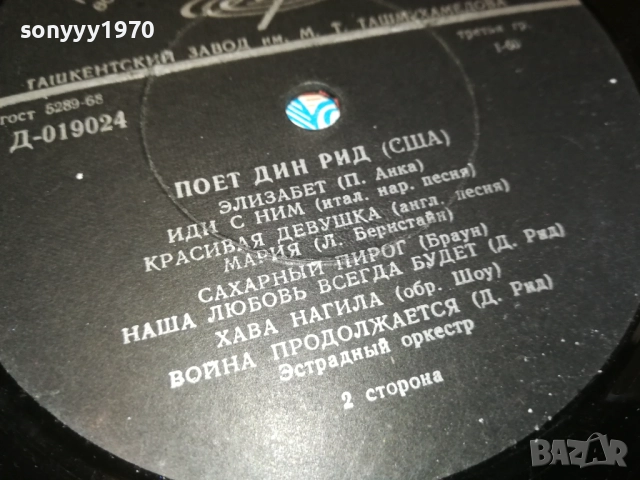 sonyyy1970
ТАШКЕНТСКИЙ ЗАВОД им. М. Т. ТАШМУХАМЕДОВА
ГОСТ 5289-68
третья гр.
Д-019024
1-60
ПОЕТ ДИН РИД (США)
ЭЛИЗАБЕТ (П. Анка)
ИДИ С НИМ (итал. нар. песня)
КРАСИВАЯ ДЕВУШКА (англ. песня)
МАРИЯ (Л. Бернстайн)
САХАРНЫЙ ПИРОГ (Браун)
НАША ЛЮБОВЬ ВСЕГДА БУДЕТ (Д. Рид)
ХАВА НАГИЛА (обр. Шоу)
ВОЙНА ПРОДОЛЖАЕТСЯ (Д. Рид)
Эстрадный оркестр
2 сторона
BAZAR.bg